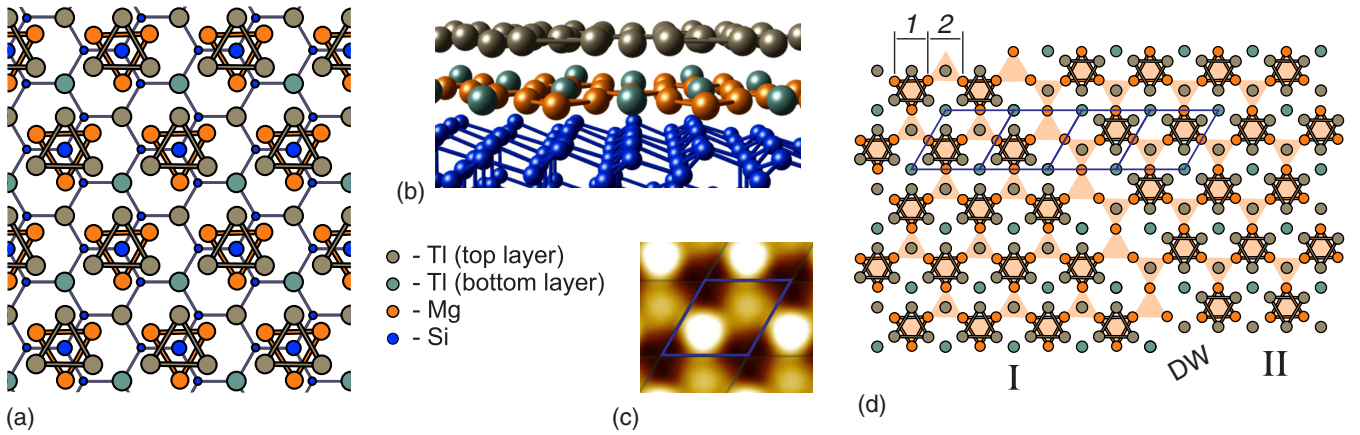 (a)
(b)
- Tl (top layer)
- Tl (bottom layer)
- Mg
- Si
(c)
1 2
I
DW
II
(d)